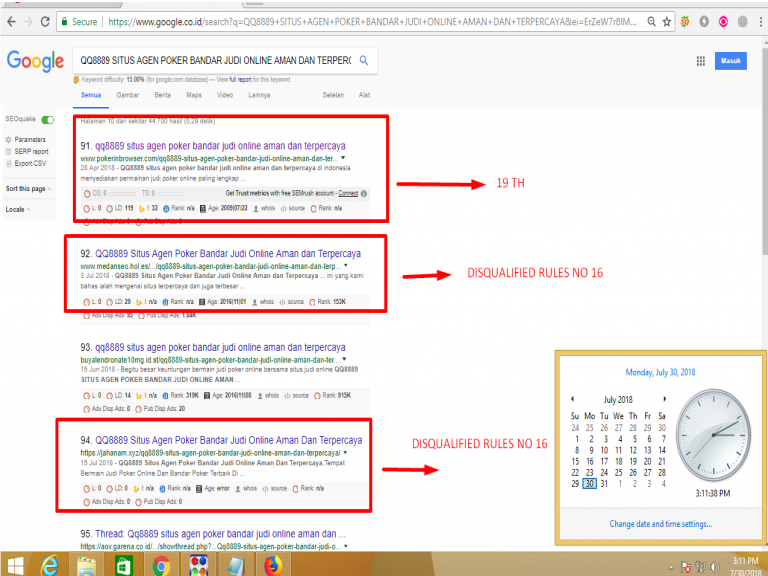 Secure https://www.google.co.id/search?q=QQ8889+SITUS+AGEN+POKER+BANDAR+JUDI+ONLINE+AMAN+DAN+TERPERCAYA&ei=ErZeW7r8IM...
Google QQ8889 SITUS AGEN POKER BANDAR JUDI ONLINE AMAN DAN TERPERC
Masuk
Keyword difficulty: 15.00% (for google.com database) — View full report for this keyword
Semua Gambar Berita Maps Video Lainnya Setelan Alat
SEOquake
Parameters
SERP report
Export CSV
Sort this page
Locale
Halaman 10 dari sekitar 44.700 hasil (0,29 detik)
91. qq8889 situs agen poker bandar judi online aman dan terpercaya
www.pokerinbrowser.com/qq8889-situs-agen-poker-bandar-judi-online-aman-dan-ter...
28 Apr 2018 - QQ8889 situs agen poker bandar judi online aman dan terpercaya di indonesia
menyediakan permainan judi poker online paling lengkap ...
OS: 0 TS: 0 Get Trust metrics with free SEMrush account - Connect
L: 0 LD: 119 I: 32 Rank: n/a Age: 2009|07|22 whois source Rank: n/a
Adv Disp Ads: 0 Pub Disp Ads: 0
19 TH
92. QQ8889 Situs Agen Poker Bandar Judi Online Aman dan Terpercaya
www.medanseo.hol.es/.../qq8889-situs-agen-poker-bandar-judi-online-aman-dan-terp...
3 Jul 2018 - QQ8889 Situs Agen Poker Bandar Judi Online Aman dan Terpercaya ... ini yang kami
bahas ialah mengenai situs terpercaya dan juga terbesar ...
L: 0 LD: 29 I: n/a Rank: n/a Age: 2016|11|01 whois source Rank: 153K
Adv Disp Ads: 95 Pub Disp Ads: 1.84K
DISQUALIFIED RULES NO 16
93. qq8889 situs agen poker bandar judi online aman dan terpercaya
buyalendronate10mg.id.st/qq8889-situs-agen-poker-bandar-judi-online-aman-dan-ter...
15 Jun 2018 - Begitu besar keuntungan bermain judi poker online bersama situs judi online QQ8889
SITUS AGEN POKER BANDAR JUDI ONLINE AMAN ...
L: 0 LD: 14 I: n/a Rank: 319K Age: 2016|11|08 whois source Rank: 915K
Adv Disp Ads: 0 Pub Disp Ads: 20
94. QQ8889 Situs Agen Poker Bandar Judi Online Aman Dan Terpercaya
https://jahanam.xyz/qq8889-situs-agen-poker-bandar-judi-online-aman-dan-terpercaya/
15 Jul 2018 - QQ8889 Situs Agen Poker Bandar Judi Online Aman Dan Terpercaya,Tempat
Bermain Judi Poker Online Dan Bandar Poker Terbaik Di ...
L: 0 LD: 0 I: n/a Rank: n/a Age: error whois source Rank: n/a
Adv Disp Ads: 0 Pub Disp Ads: 0
DISQUALIFIED RULES NO 16
95. Thread: Qq8889 situs agen poker bandar judi online aman dan ...
https://aov.garena.co.id/.../showthread.php?...Qq8889-situs-agen-poker-bandar-judi-o...
Monday, July 30, 2018
July 2018
Su Mo Tu We Th Fr Sa
24 25 26 27 28 29 30
1 2 3 4 5 6 7
8 9 10 11 12 13 14
15 16 17 18 19 20 21
22 23 24 25 26 27 28
29 30 31 1 2 3 4
3:11:38 PM
Change date and time settings...
3:11 PM
7/30/2018